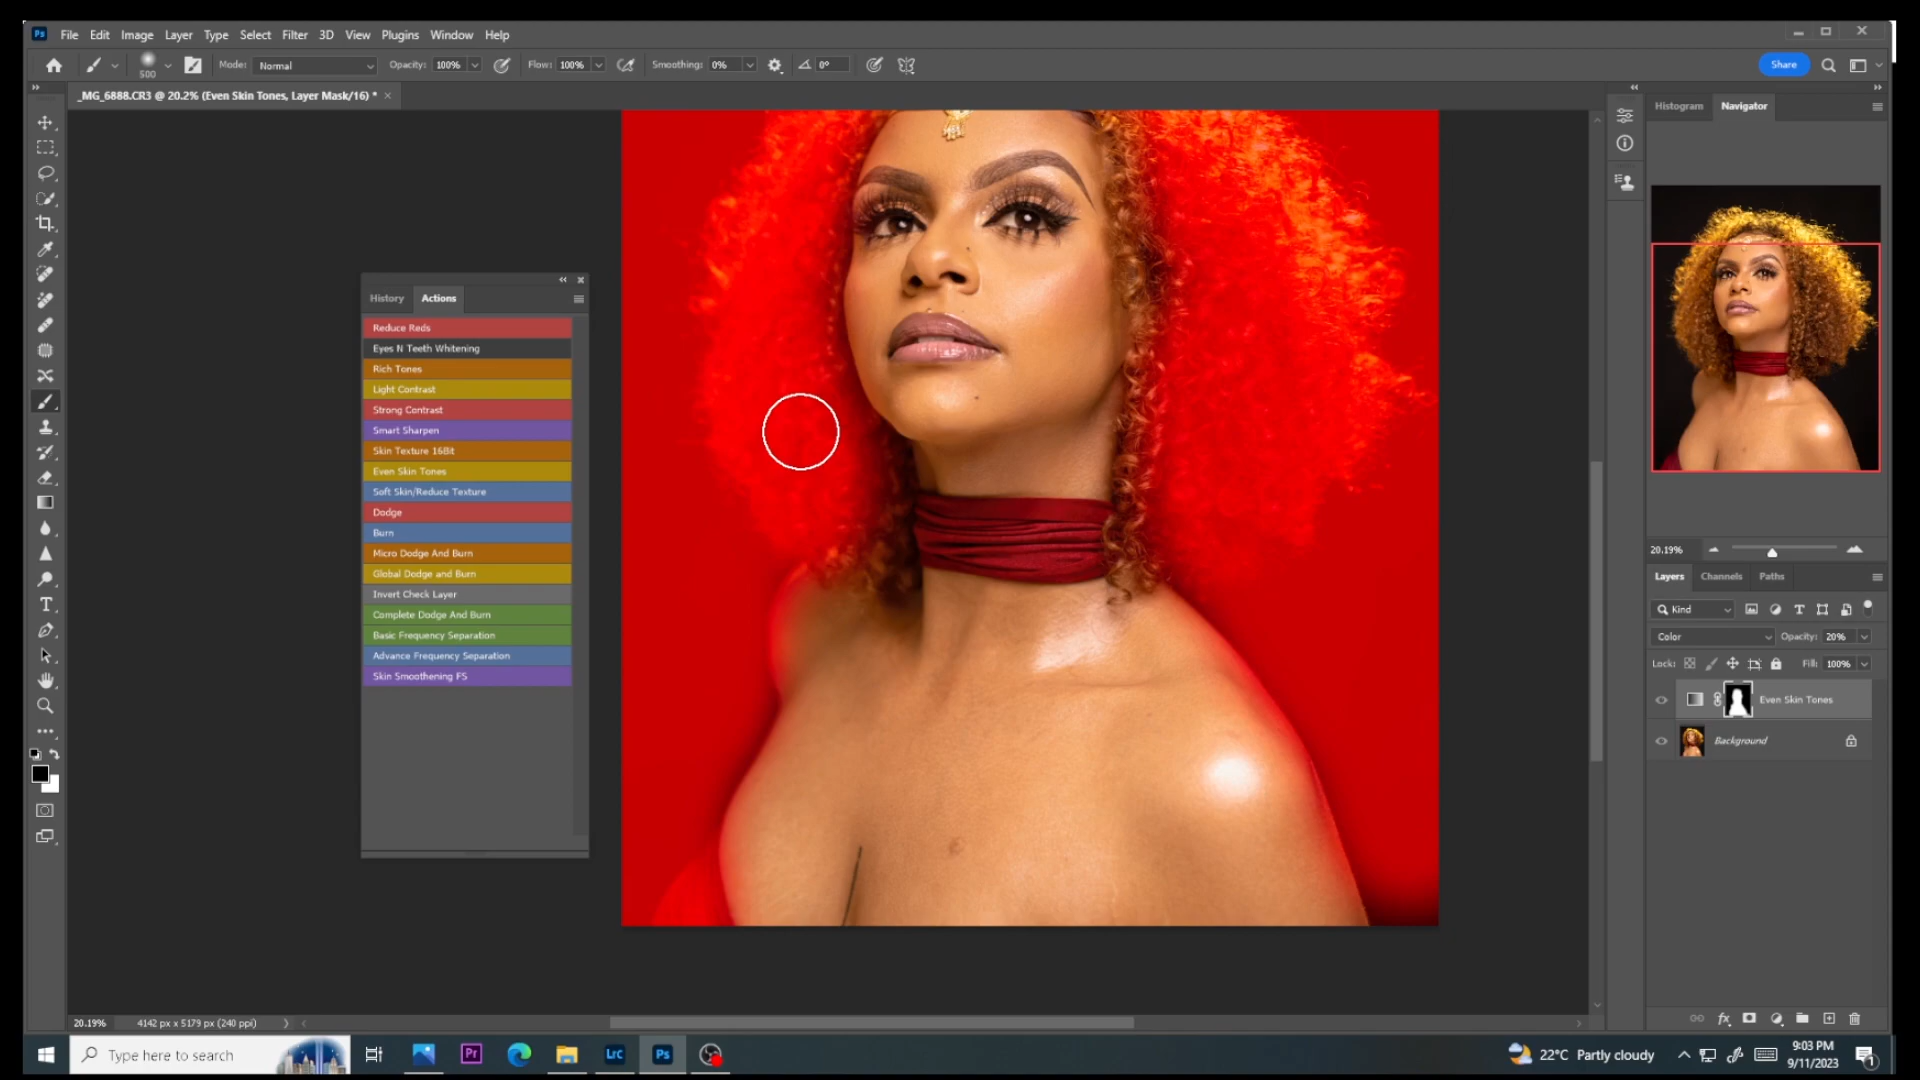 Ps File Edit Image Layer Type Select Filter 3D View Plugins Window Help
500 Mode: Normal Opacity: 100% Flow: 100% Smoothing: 0% 0° Share
_MG_6888.CR3 @ 20.2% (Even Skin Tones, Layer Mask/16) *
Histogram Navigator
History Actions
Reduce Reds
Eyes N Teeth Whitening
Rich Tones
Light Contrast
Strong Contrast
Smart Sharpen
Skin Texture 16Bit
Even Skin Tones
Soft Skin/Reduce Texture
Dodge
Burn
Micro Dodge And Burn
Global Dodge and Burn
Invert Check Layer
Complete Dodge And Burn
Basic Frequency Separation
Advance Frequency Separation
Skin Smoothening FS
20.19%
Layers Channels Paths
Kind
Color Opacity: 20%
Lock: Fill: 100%
Even Skin Tones
Background
20.19% 4142 px x 5179 px (240 ppi)
Type here to search Pr Lrc Ps 22°C Partly cloudy 9:03 PM
9/11/2023 1